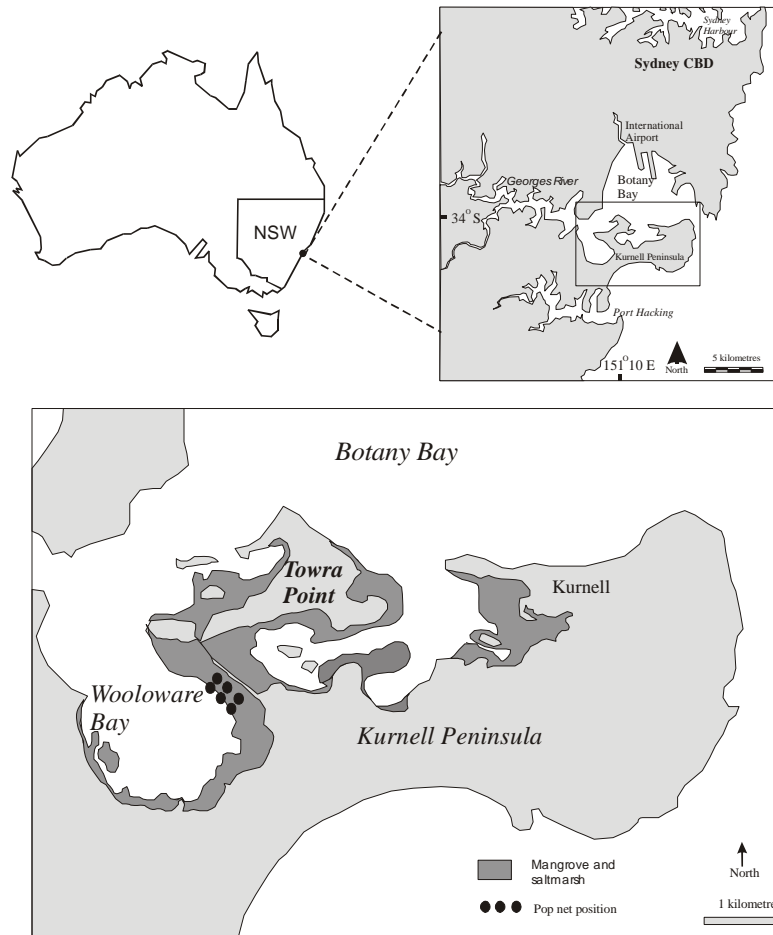 Sydney
Harbour
Sydney CBD
International
Airport
Georges River
Botany
Bay
34°S
NSW
Kurnell Peninsula
Port Hacking
151°10 E
North
5 kilometres
Botany Bay
Towra
Point
Kurnell
Wooloware
Bay
Kurnell Peninsula
Mangrove and
saltmarsh
North
Pop net position
1 kilometre